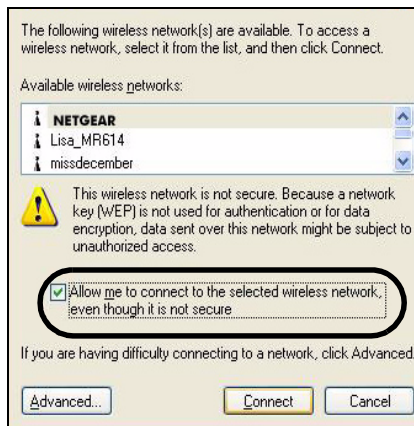 The following wireless network(s) are available. To access a
wireless network, select it from the list, and then click Connect.
Available wireless networks:
NETGEAR
Lisa_MR614
missdecember
This wireless network is not secure. Because a network
key (WEP) is not used for authentication or for data
encryption, data sent over this network might be subject to
unauthorized access.
Allow me to connect to the selected wireless network,
even though it is not secure
If you are having difficulty connecting to a network, click Advanced.
Advanced...
Connect
Cancel